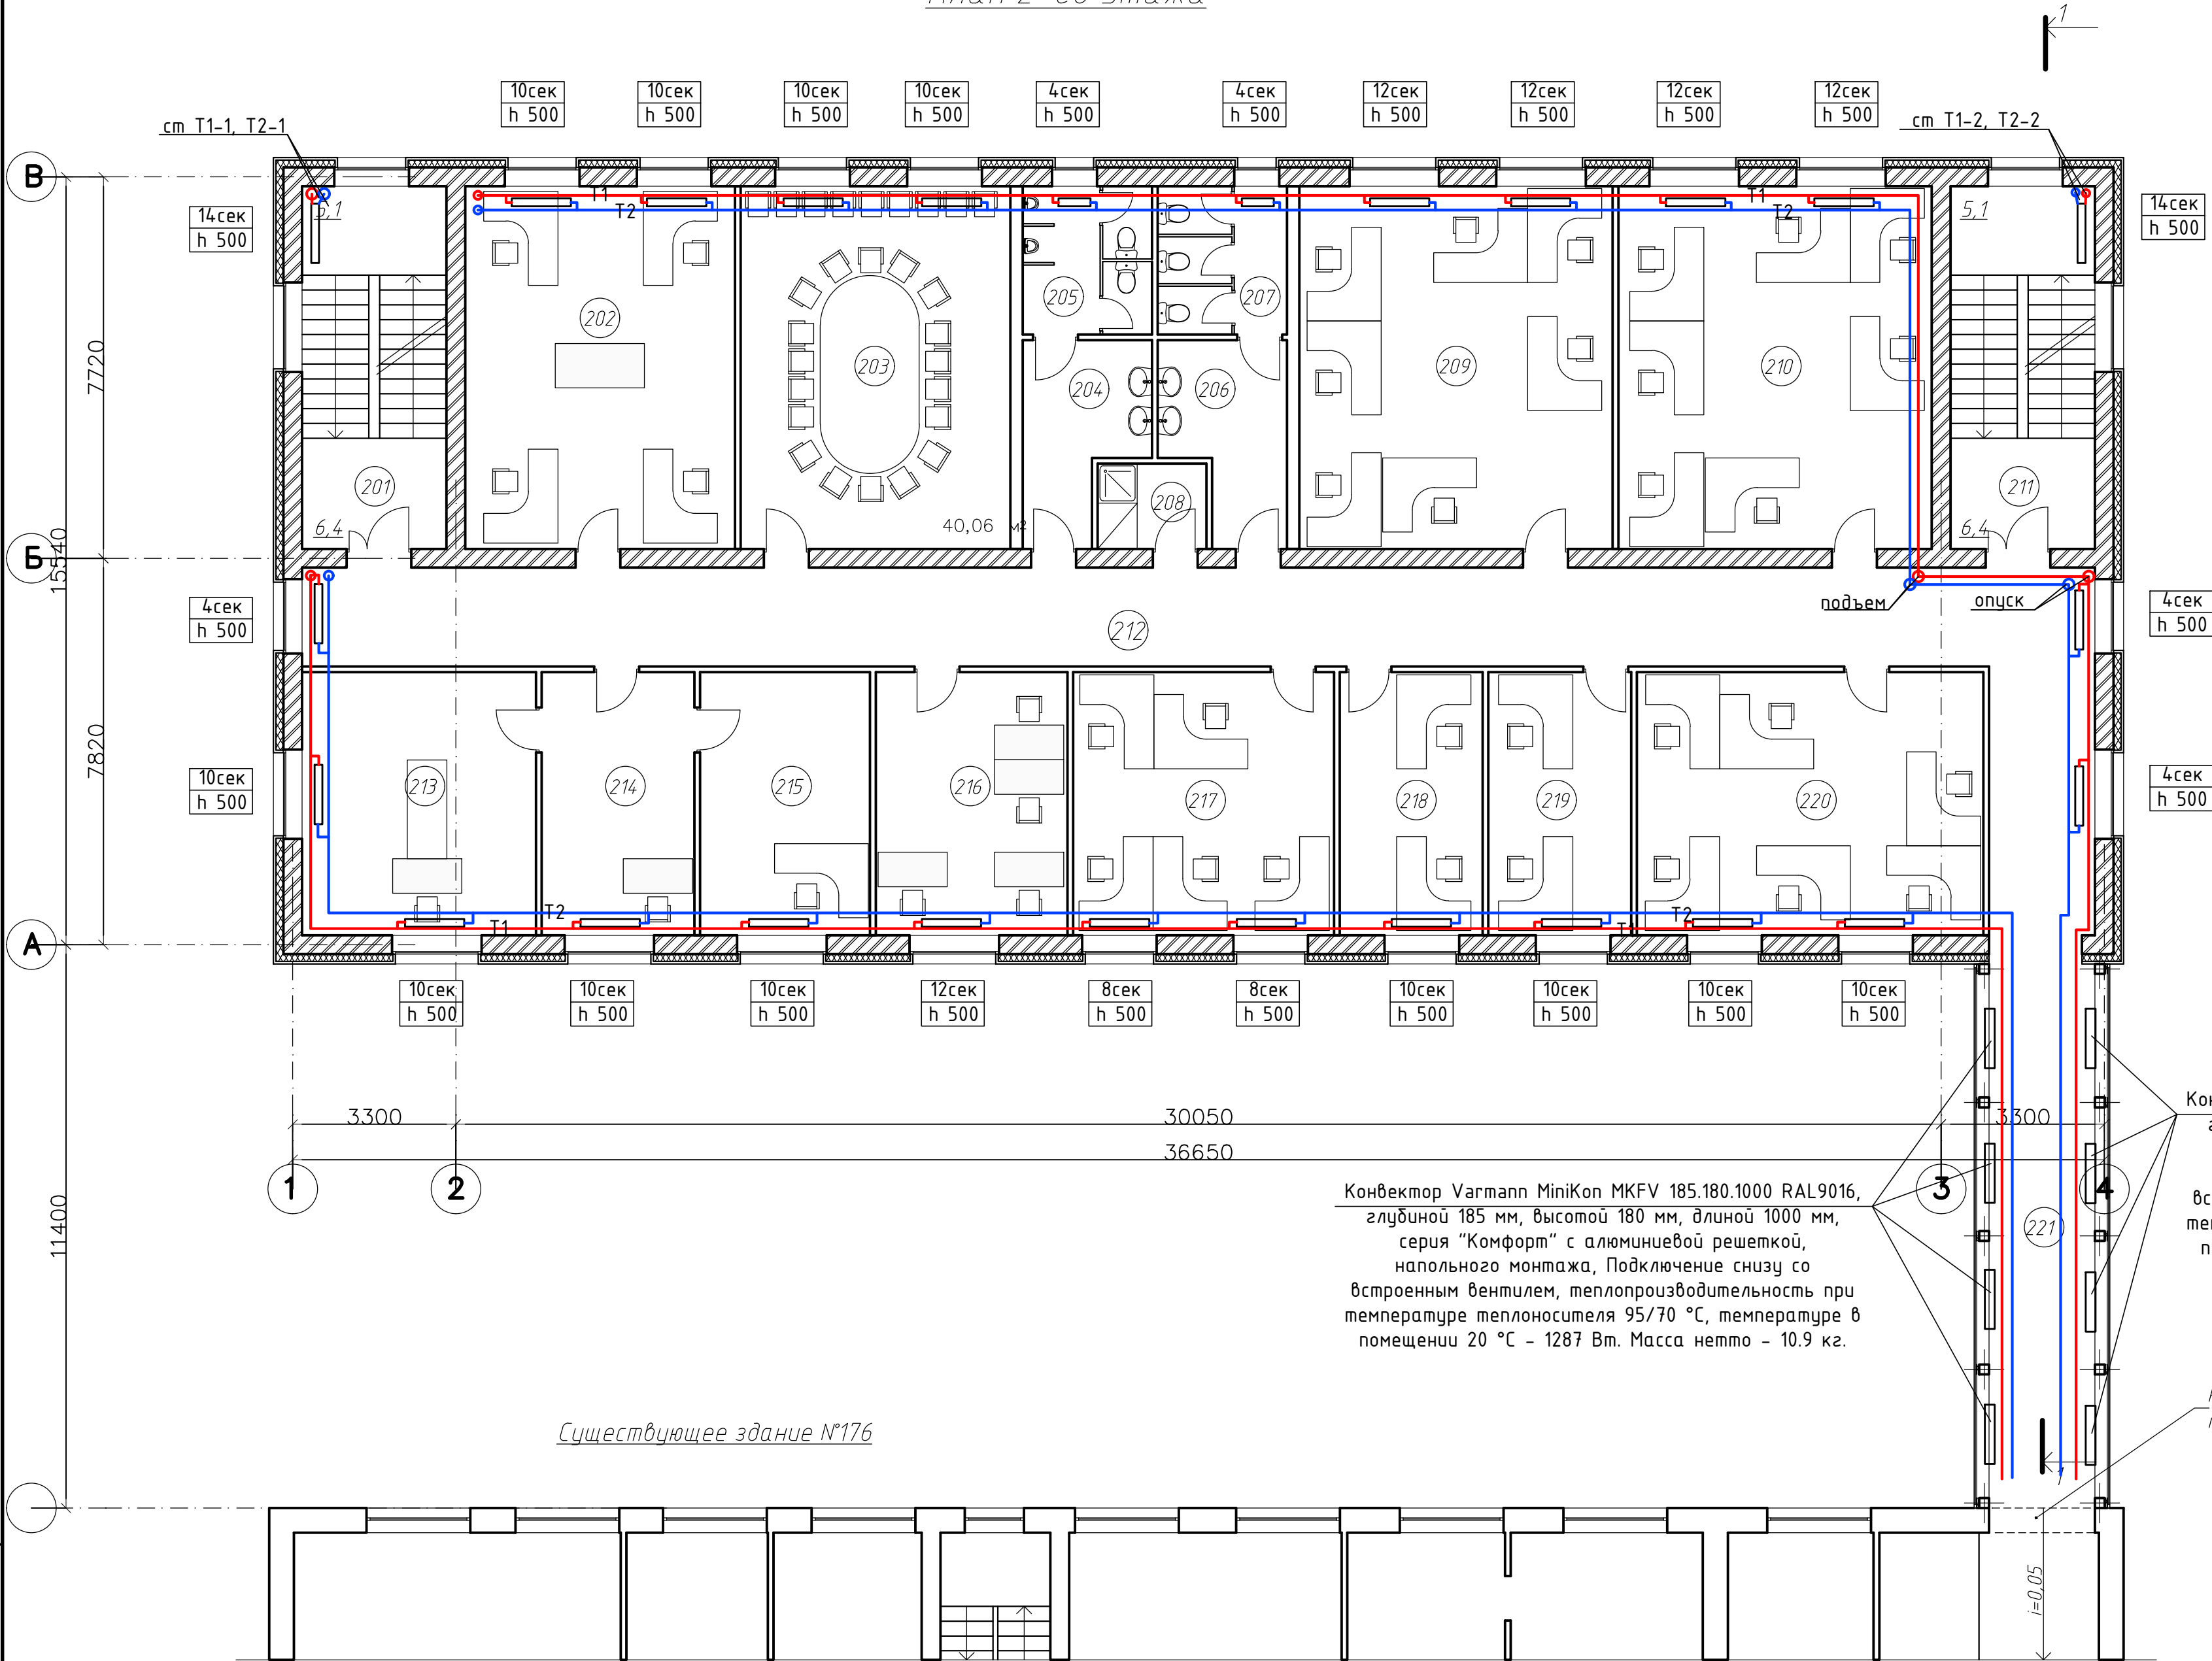 План 2-го этажа
1
10сек
h 500
10сек
h 500
10сек
h 500
10сек
h 500
4сек
h 500
4сек
h 500
12сек
h 500
12сек
h 500
12сек
h 500
12сек
h 500
ст Т1-1, Т2-1
ст Т1-2, Т2-2
В
14сек
h 500
5,1
Т1
Т2
Т1
Т2
5,1
14сек
h 500
7720
202
203
205
207
209
210
204
206
201
208
211
40,06 м²
6,4
6,4
15540
Б
4сек
h 500
212
подъем
опуск
4сек
h 500
7820
10сек
h 500
213
214
215
216
217
218
219
220
4сек
h 500
Т1
Т2
Т2
Т1
А
10сек
h 500
10сек
h 500
10сек
h 500
12сек
h 500
8сек
h 500
8сек
h 500
10сек
h 500
10сек
h 500
10сек
h 500
10сек
h 500
3300
30050
3300
36650
1
2
3
4
11400
221
Конвектор Varmann MiniKon MKFV 185.180.1000 RAL9016,
глубиной 185 мм, высотой 180 мм, длиной 1000 мм,
серия "Комфорт" с алюминиевой решеткой,
напольного монтажа, Подключение снизу со
встроенным вентилем, теплопроизводительность при
температуре теплоносителя 95/70 °С, температуре в
помещении 20 °С - 1287 Вт. Масса нетто - 10.9 кг.
Существующее здание №176
1
i=0,05